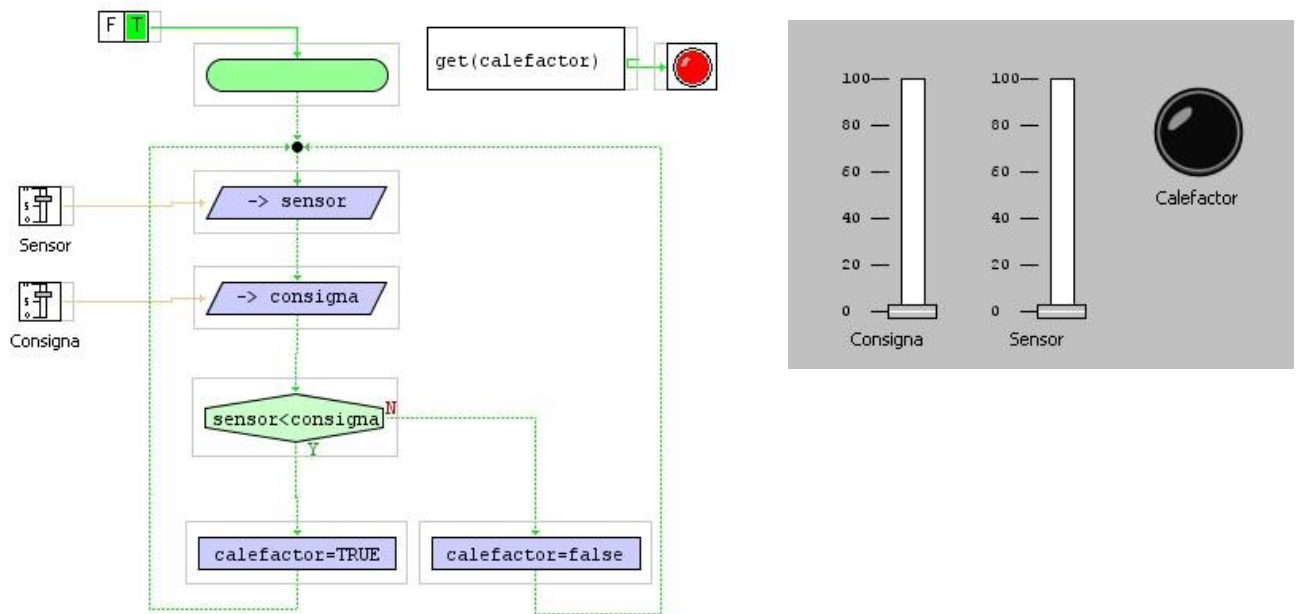 F T
get(calefactor)
-> sensor
Sensor
-> consigna
Consigna
sensor<consigna
N
Y
calefactor=TRUE
calefactor=false
100 100
80 80
60 60
40 40
20 20
0 0
Consigna Sensor
Calefactor